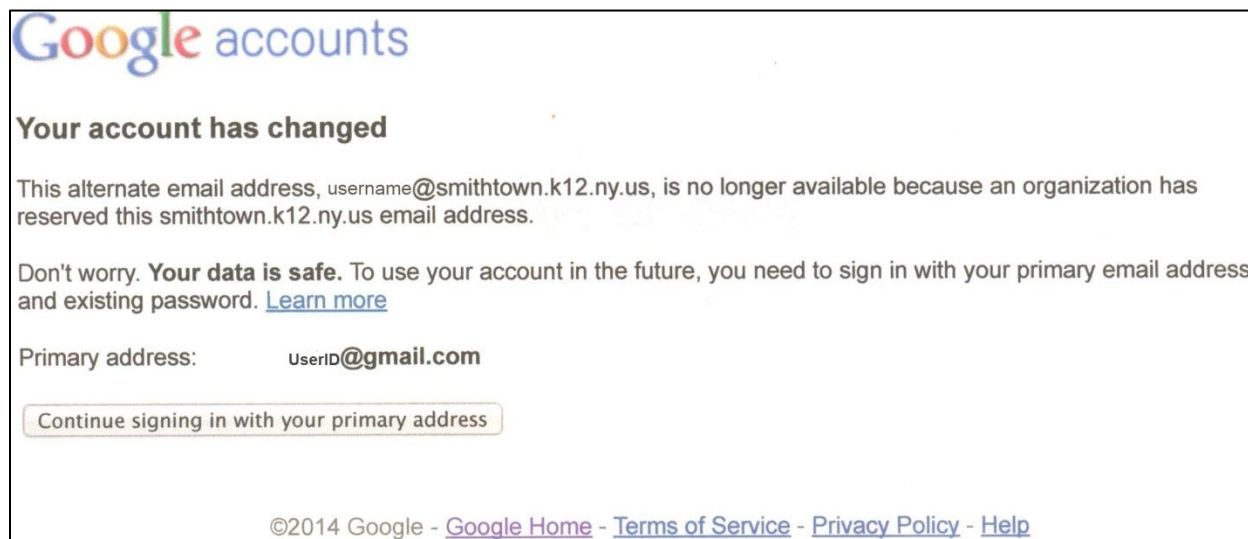 Google accounts
Your account has changed
This alternate email address, username@smithtown.k12.ny.us, is no longer available because an organization has
reserved this smithtown.k12.ny.us email address.
Don't worry. Your data is safe. To use your account in the future, you need to sign in with your primary email address
and existing password. Learn more
Primary address: UserID@gmail.com
Continue signing in with your primary address
©2014 Google - Google Home - Terms of Service - Privacy Policy - Help